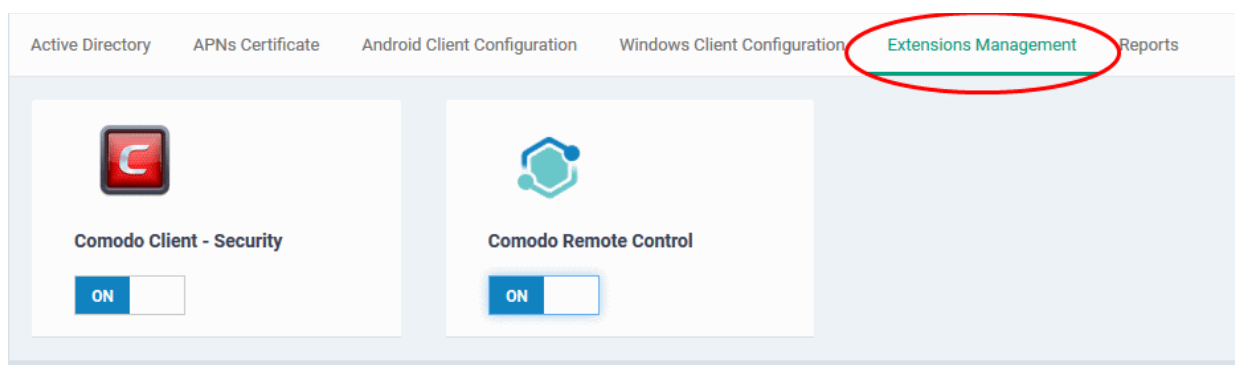 Active Directory APNs Certificate Android Client Configuration Windows Client Configuration Extensions Management Reports
C
Comodo Client - Security Comodo Remote Control
ON ON